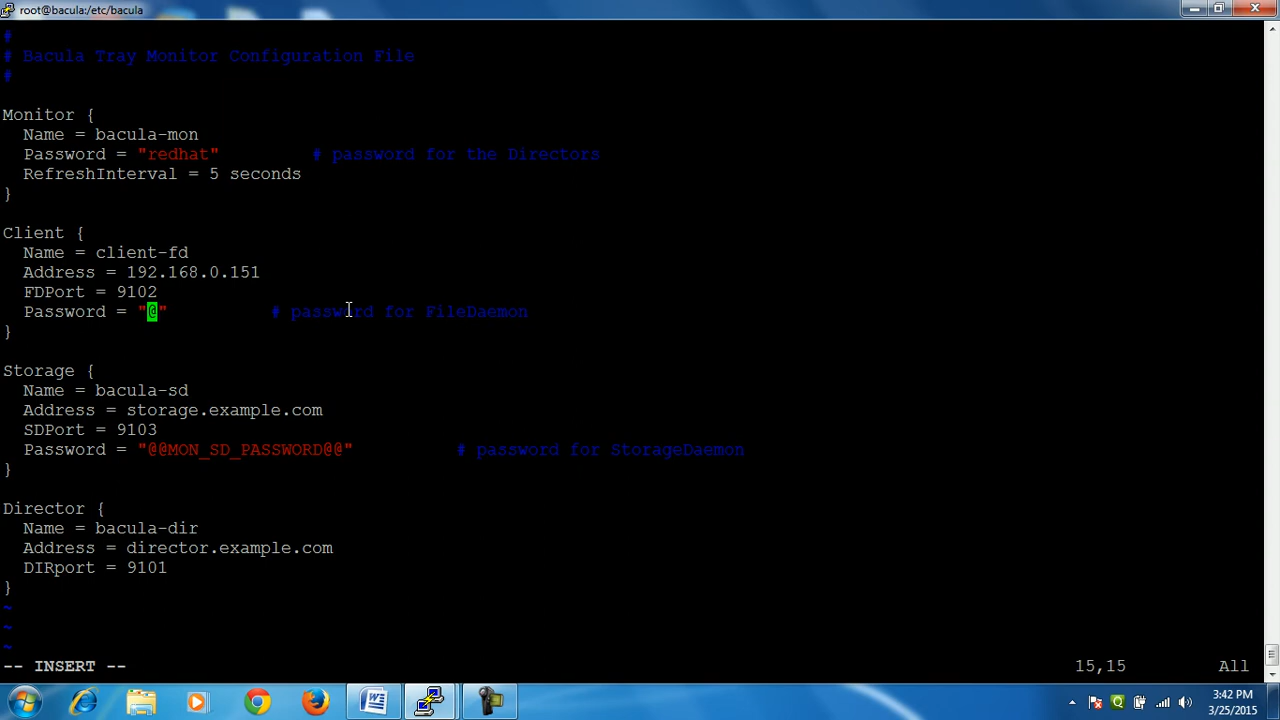 root@bacula:/etc/bacula
#
# Bacula Tray Monitor Configuration File
#
Monitor {
Name = bacula-mon
Password = "redhat" # password for the Directors
RefreshInterval = 5 seconds
}
Client {
Name = client-fd
Address = 192.168.0.151
FDPort = 9102
Password = "@" # password for FileDaemon
}
Storage {
Name = bacula-sd
Address = storage.example.com
SDPort = 9103
Password = "@@MON_SD_PASSWORD@@" # password for StorageDaemon
}
Director {
Name = bacula-dir
Address = director.example.com
DIRport = 9101
}
~
~
~
-- INSERT -- 15,15 All
3:42 PM
3/25/2015